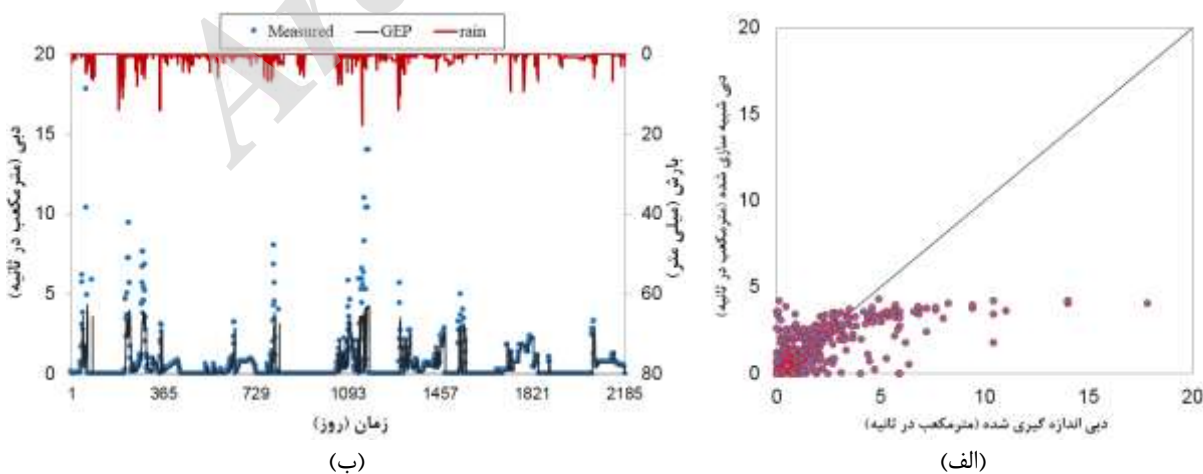 Measured GEP rain
20
15
10
5
0
0
20
40
60
80
1 365 729 1093 1457 1821 2185
دبی (مترمکعب در ثانیه)
بارش (میلی متر)
زمان (روز)
(ب)
20
15
10
5
0
0 5 10 15 20
دبی شبیه سازی شده (مترمکعب در ثانیه)
دبی اندازه گیری شده (مترمکعب در ثانیه)
(الف)